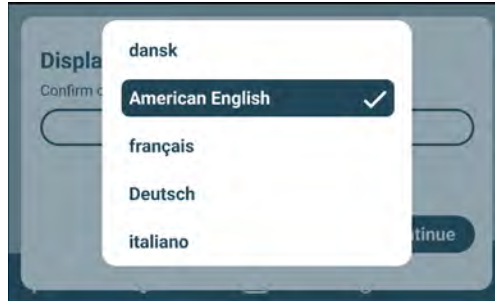 Displa
Confirm c
dansk
American English
français
Deutsch
italiano
tinue